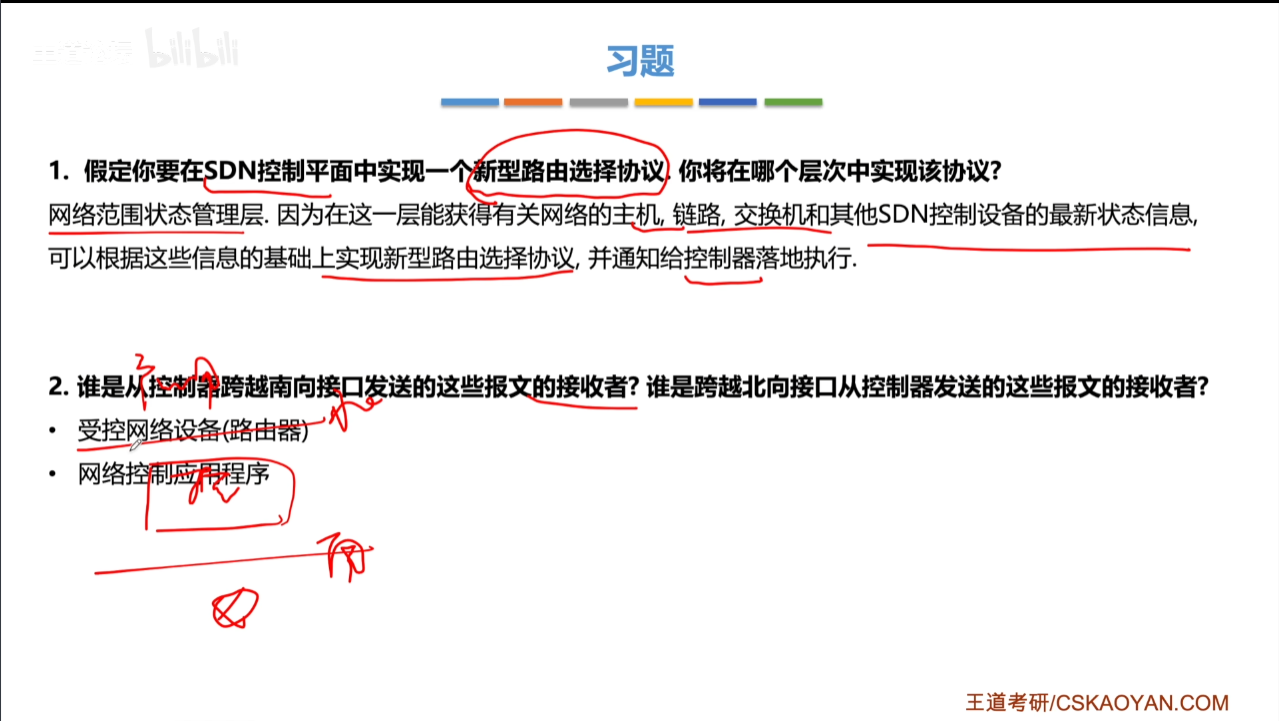 bilibili
习题
1. 假定你要在SDN控制平面中实现一个新型路由选择协议. 你将在哪个层次中实现该协议?
网络范围状态管理层. 因为在这一层能获得有关网络的主机, 链路, 交换机和其他SDN控制设备的最新状态信息,
可以根据这些信息的基础上实现新型路由选择协议, 并通知给控制器落地执行.
2. 谁是从控制器跨越南向接口发送的这些报文的接收者? 谁是跨越北向接口从控制器发送的这些报文的接收者?
• 受控网络设备(路由器)
• 网络控制应用程序
控
南
王道考研/CSKAOYAN.COM